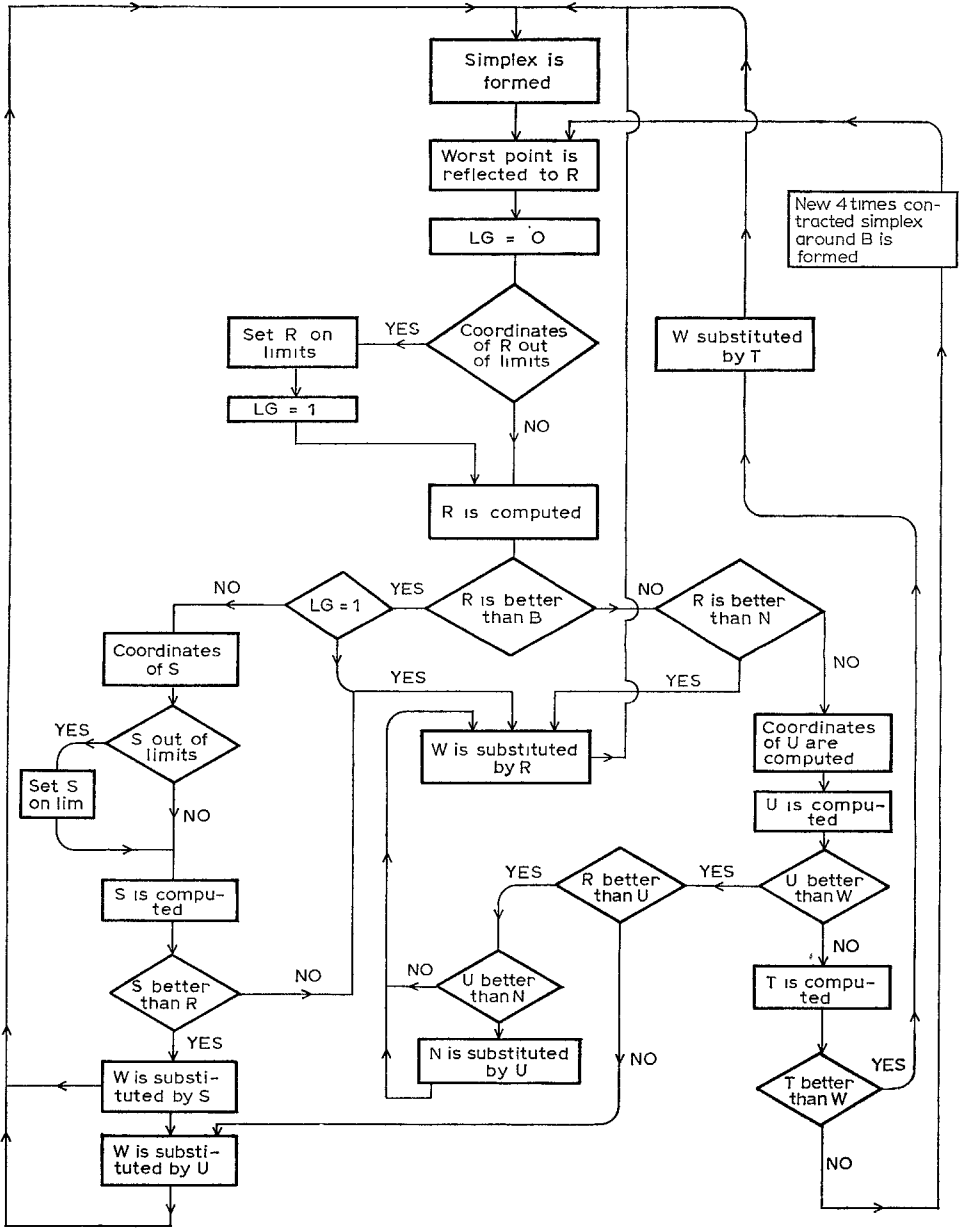 Simplex is
formed
Worst point is
reflected to R
New 4 times con-
tracted simplex
around B is
formed
LG = O
Set R on
limits
YES
Coordinates
of R out
of limits
W substituted
by T
LG = 1
NO
R is computed
NO
LG = 1
YES
R is better
than B
NO
R is better
than N
Coordinates
of S
YES
YES
NO
YES
S out of
limits
W is substituted
by R
Coordinates
of U are
computed
Set S
on lim
NO
U is compu-
ted
S is compu-
ted
YES
R better
than U
YES
U better
than W
NO
S better
than R
NO
NO
U better
than N
T is compu-
ted
YES
N is substituted
by U
NO
YES
W is substi-
tuted by S
T better
than W
W is substi-
tuted by U
NO